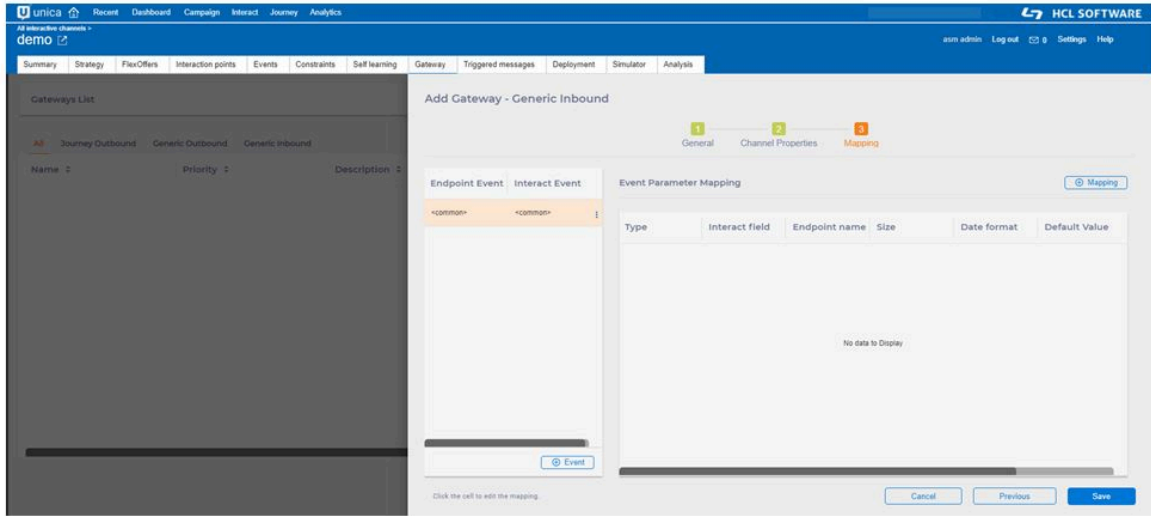 unica Recent Dashboard Campaign Interact Journey Analytics HCL SOFTWARE
All interactive channels >
demo
asm admin Log out 0 Settings Help
Summary Strategy FlexOffers Interaction points Events Constraints Self learning Gateway Triggered messages Deployment Simulator Analysis
Gateways List
All Journey Outbound Generic Outbound Generic Inbound
Name Priority Description
Add Gateway - Generic Inbound
1 2 3
General Channel Properties Mapping
Endpoint Event Interact Event
<common> <common>
Event
Event Parameter Mapping
Mapping
Type Interact field Endpoint name Size Date format Default Value
No data to Display
Click the cell to edit the mapping.
Cancel Previous Save